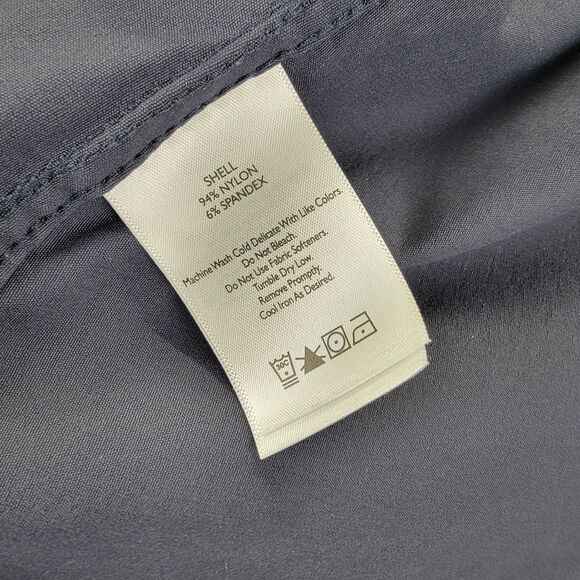 SHELL
94% NYLON
6% SPANDEX
Machine Wash Cold Delicate With Like Colors.
Do Not Bleach.
Do Not Use Fabric Softeners.
Tumble Dry Low.
Remove Promptly.
Cool Iron As Desired.
30C